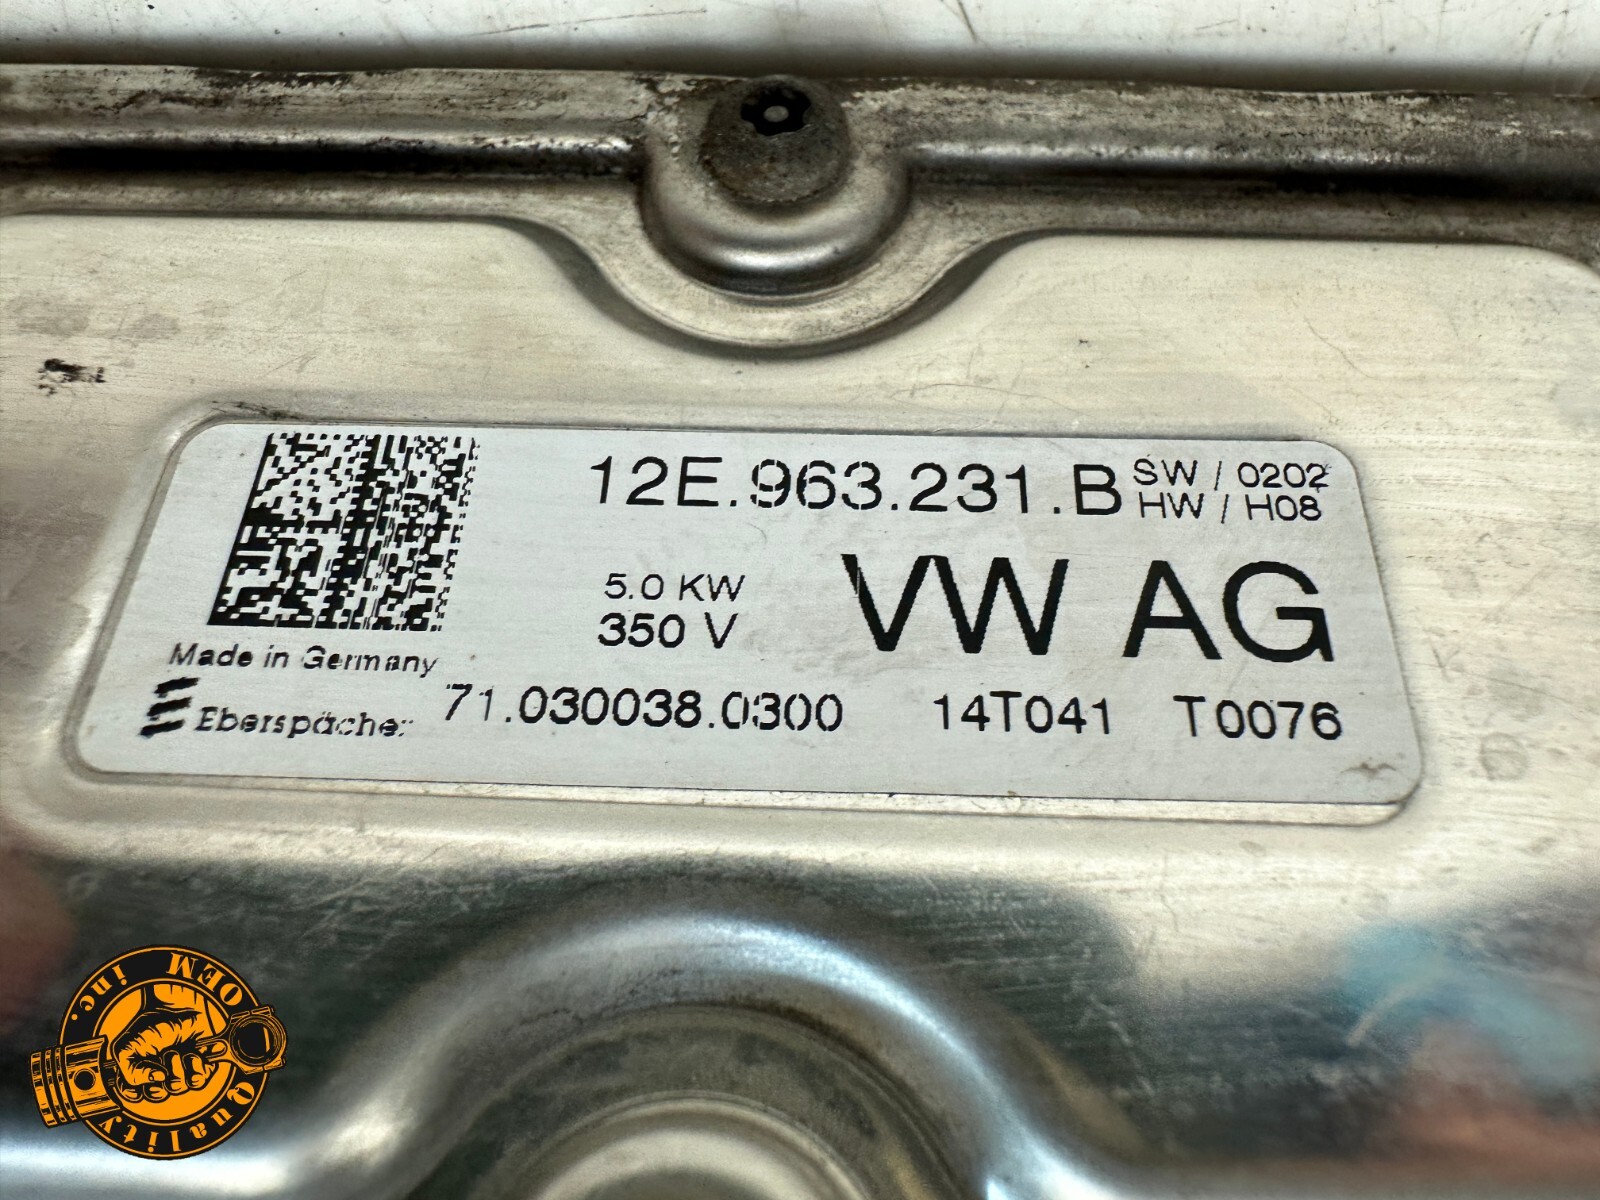 12E.963.231.B SW / 0202
HW / H08
5.0 KW
350 V
VW AG
Made in Germany
Eberspächer 71.030038.0300 14T041 T0076
OEM inc.
Quality